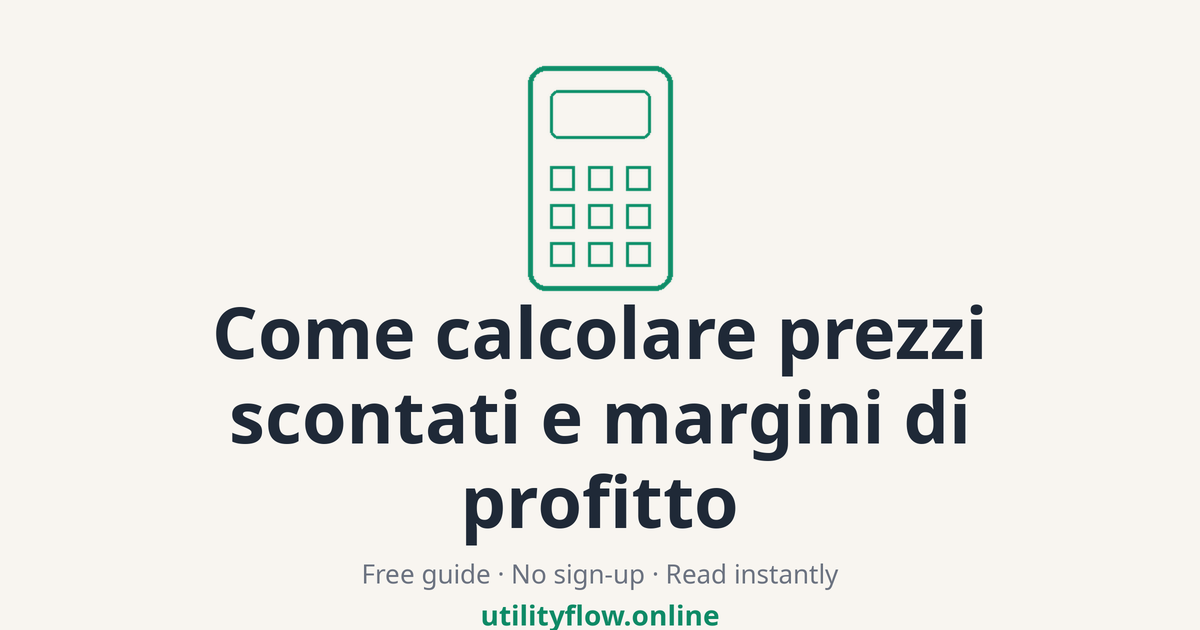 Come calcolare prezzi
scontati e margini di
profitto
Free guide · No sign-up · Read instantly
utilityflow.online